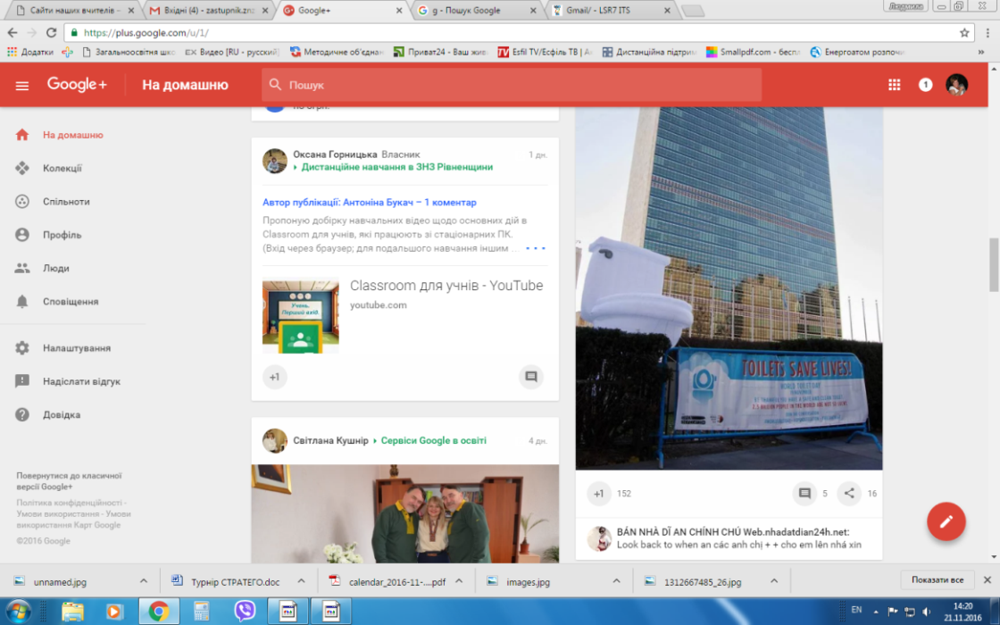 Сайти наших вчителів –
Вхідні (4) - zastupnik.znz
Google+
g - Пошук Google
Gmail/ - LSR7 ITS
Людмила
https://plus.google.com/u/1/
Додатки
Загальноосвітня шко
EX Видео [RU - русский]
Методичне об'єднан
Приват24 - Ваш жив
Esfil TV/Есфіль ТВ | А
Дистанційна підтрим
Smallpdf.com - беспл
Енергоатом розпоча
Google+
На домашню
Пошук
1
На домашню
Колекції
Спільноти
Профіль
Люди
Сповіщення
Налаштування
Надіслати відгук
Довідка
Повернутися до класичної
версії Google+
Політика конфіденційності -
Умови використання - Умови
використання Карт Google
©2016 Google
Оксана Горницька Власник
1 дн.
Дистанційне навчання в ЗНЗ Рівненщини
Автор публікації: Антоніна Букач – 1 коментар
Пропоную добірку навчальних відео щодо основних дій в
Classroom для учнів, які працюють зі стаціонарних ПК.
(Вхід через браузер; для подальшого навчання іншим ...
Учень.
Перший вхід.
Classroom для учнів - YouTube
youtube.com
+1
Світлана Кушнір
Сервіси Google в освіті
4 дн.
TOILETS SAVE LIVES!
WORLD TOILET DAY
+1
152
5
16
BÁN NHÀ DĨ AN CHÍNH CHỦ Web.nhadatdian24h.net:
Look back to when an các anh chị + + cho em lên nhá xin
unnamed.jpg
Турнір СТРАТЕГО.doc
calendar_2016-11-....pdf
images.jpg
1312667485_26.jpg
Показати все
EN
14:20
21.11.2016